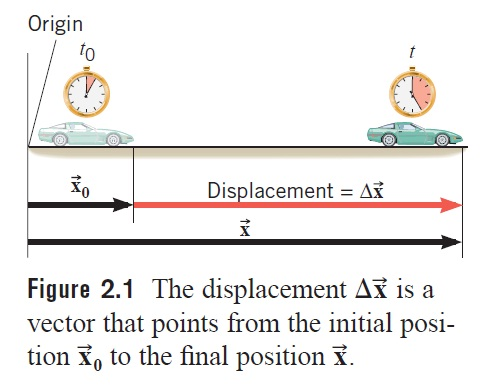 Origin
t0 t
x⃗₀
Displacement = Δx⃗
x⃗
Figure 2.1 The displacement Δx⃗ is a
vector that points from the initial posi-
tion x⃗₀ to the final position x⃗.